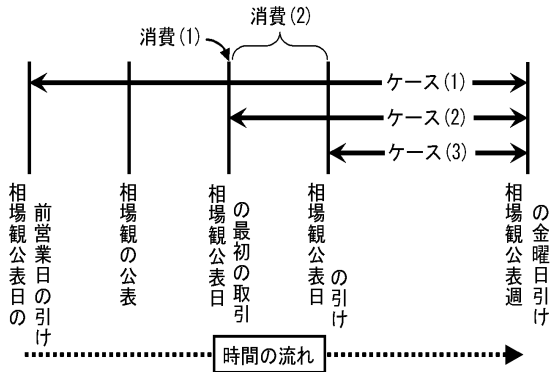 消費(1)
消費(2)
ケース(1)
ケース(2)
ケース(3)
相場観公表日の
前営業日の引け
相場観の公表
相場観公表日
の最初の取引
相場観公表日
の引け
相場観公表週
の金曜日引け
時間の流れ